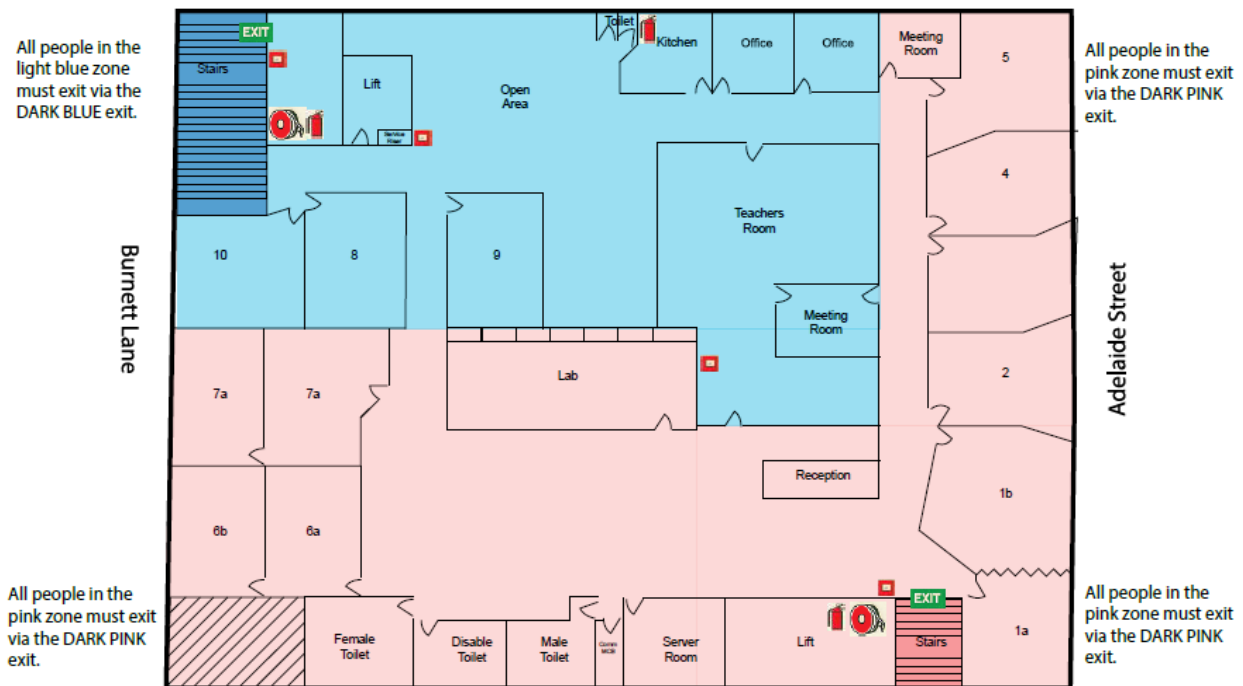 All people in the
light blue zone
must exit via the
DARK BLUE exit.
EXIT
Stairs
Lift
Service
Riser
Open
Area
Toilet
Kitchen
Office
Office
Meeting
Room
5
All people in the
pink zone must exit
via the DARK PINK
exit.
4
Teachers
Room
10
8
9
Meeting
Room
Burnett Lane
Adelaide Street
7a
7a
Lab
2
Reception
1b
6b
6a
All people in the
pink zone must exit
via the DARK PINK
exit.
Female
Toilet
Disable
Toilet
Male
Toilet
Comm
MCB
Server
Room
Lift
EXIT
Stairs
1a
All people in the
pink zone must exit
via the DARK PINK
exit.